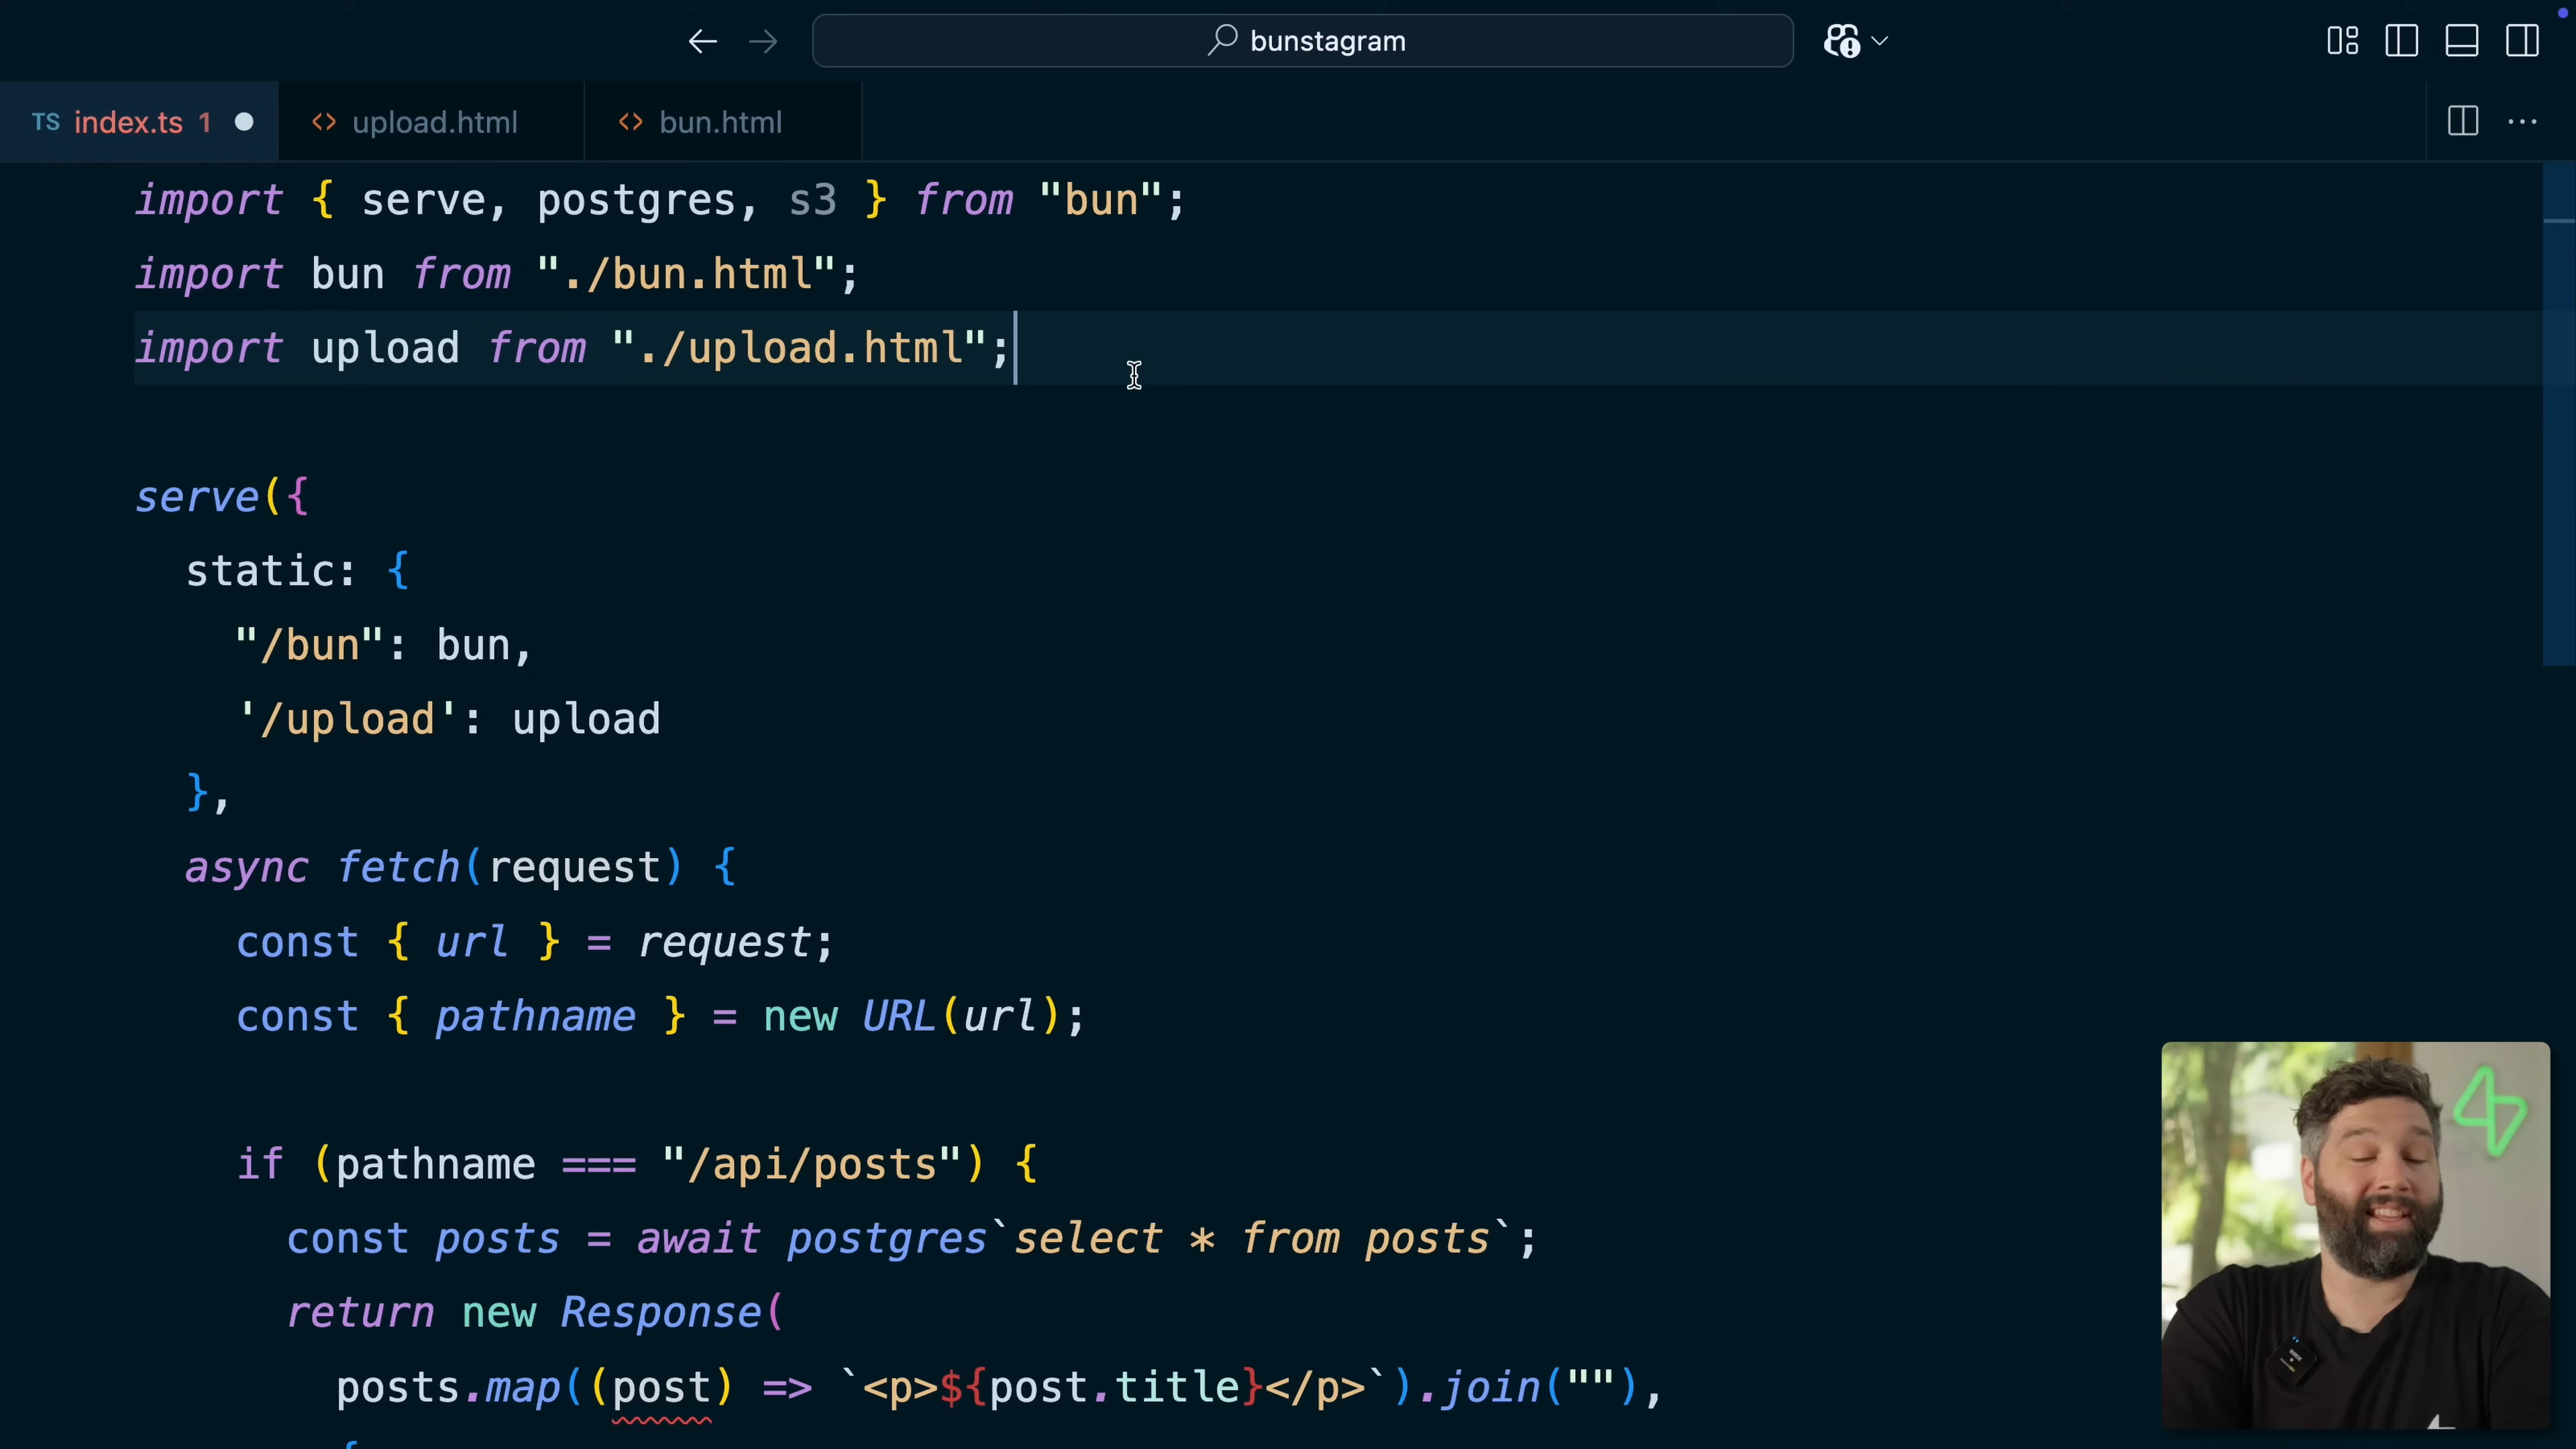 bunstagram
TS index.ts 1
<> upload.html
<> bun.html
import { serve, postgres, s3 } from "bun";
import bun from "./bun.html";
import upload from "./upload.html";
serve({
static: {
"/bun": bun,
'/upload': upload
},
async fetch(request) {
const { url } = request;
const { pathname } = new URL(url);
if (pathname === "/api/posts") {
const posts = await postgres`select * from posts`;
return new Response(
posts.map((post) => `<p>${post.title}</p>`).join(""),
{